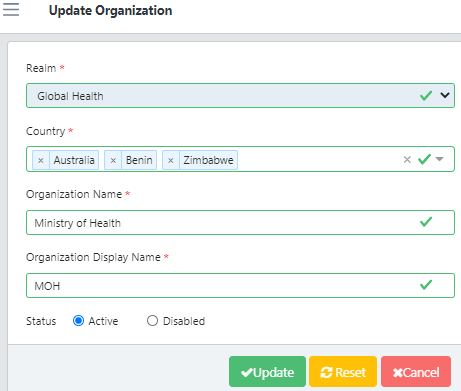 Update Organization
Realm *
Global Health
Country *
× Australia × Benin × Zimbabwe ×
Organization Name *
Ministry of Health
Organization Display Name *
MOH
Status Active Disabled
Update Reset Cancel